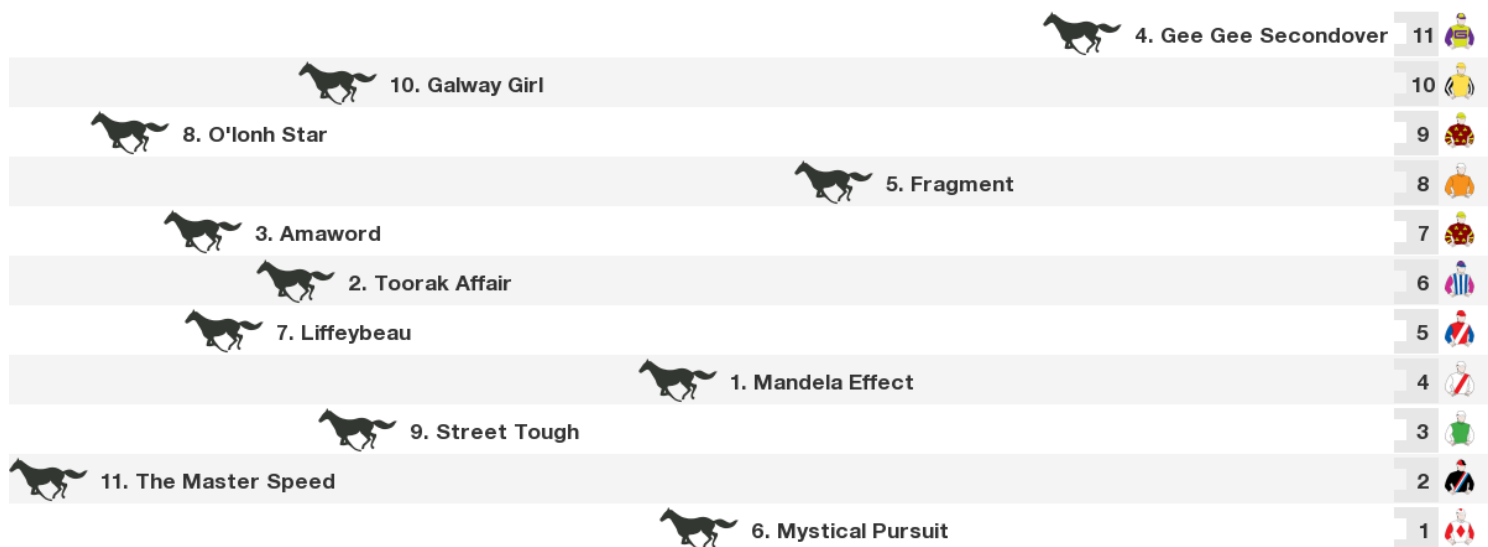 4. Gee Gee Secondover 11
10. Galway Girl 10
8. O'lonh Star 9
5. Fragment 8
3. Amaword 7
2. Toorak Affair 6
7. Liffeybeau 5
1. Mandela Effect 4
9. Street Tough 3
11. The Master Speed 2
6. Mystical Pursuit 1